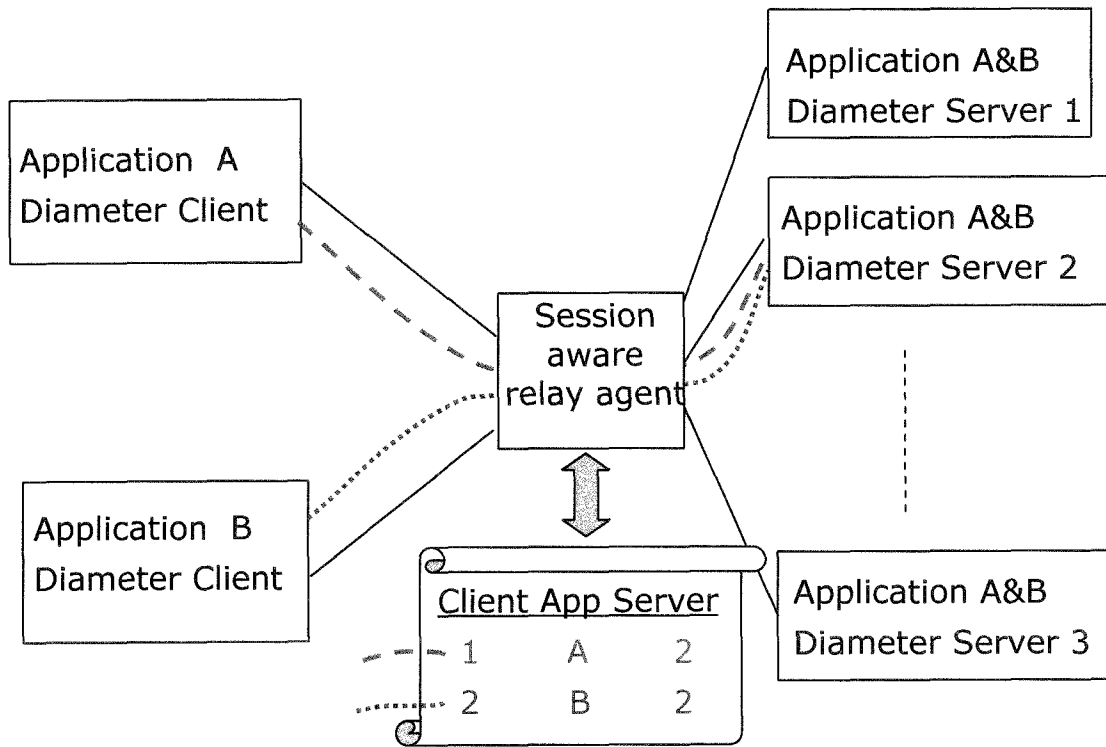 Application A
Diameter Client
Application B
Diameter Client
Session
aware
relay agent
Application A&B
Diameter Server 1
Application A&B
Diameter Server 2
Application A&B
Diameter Server 3
Client App Server
1 A 2
2 B 2